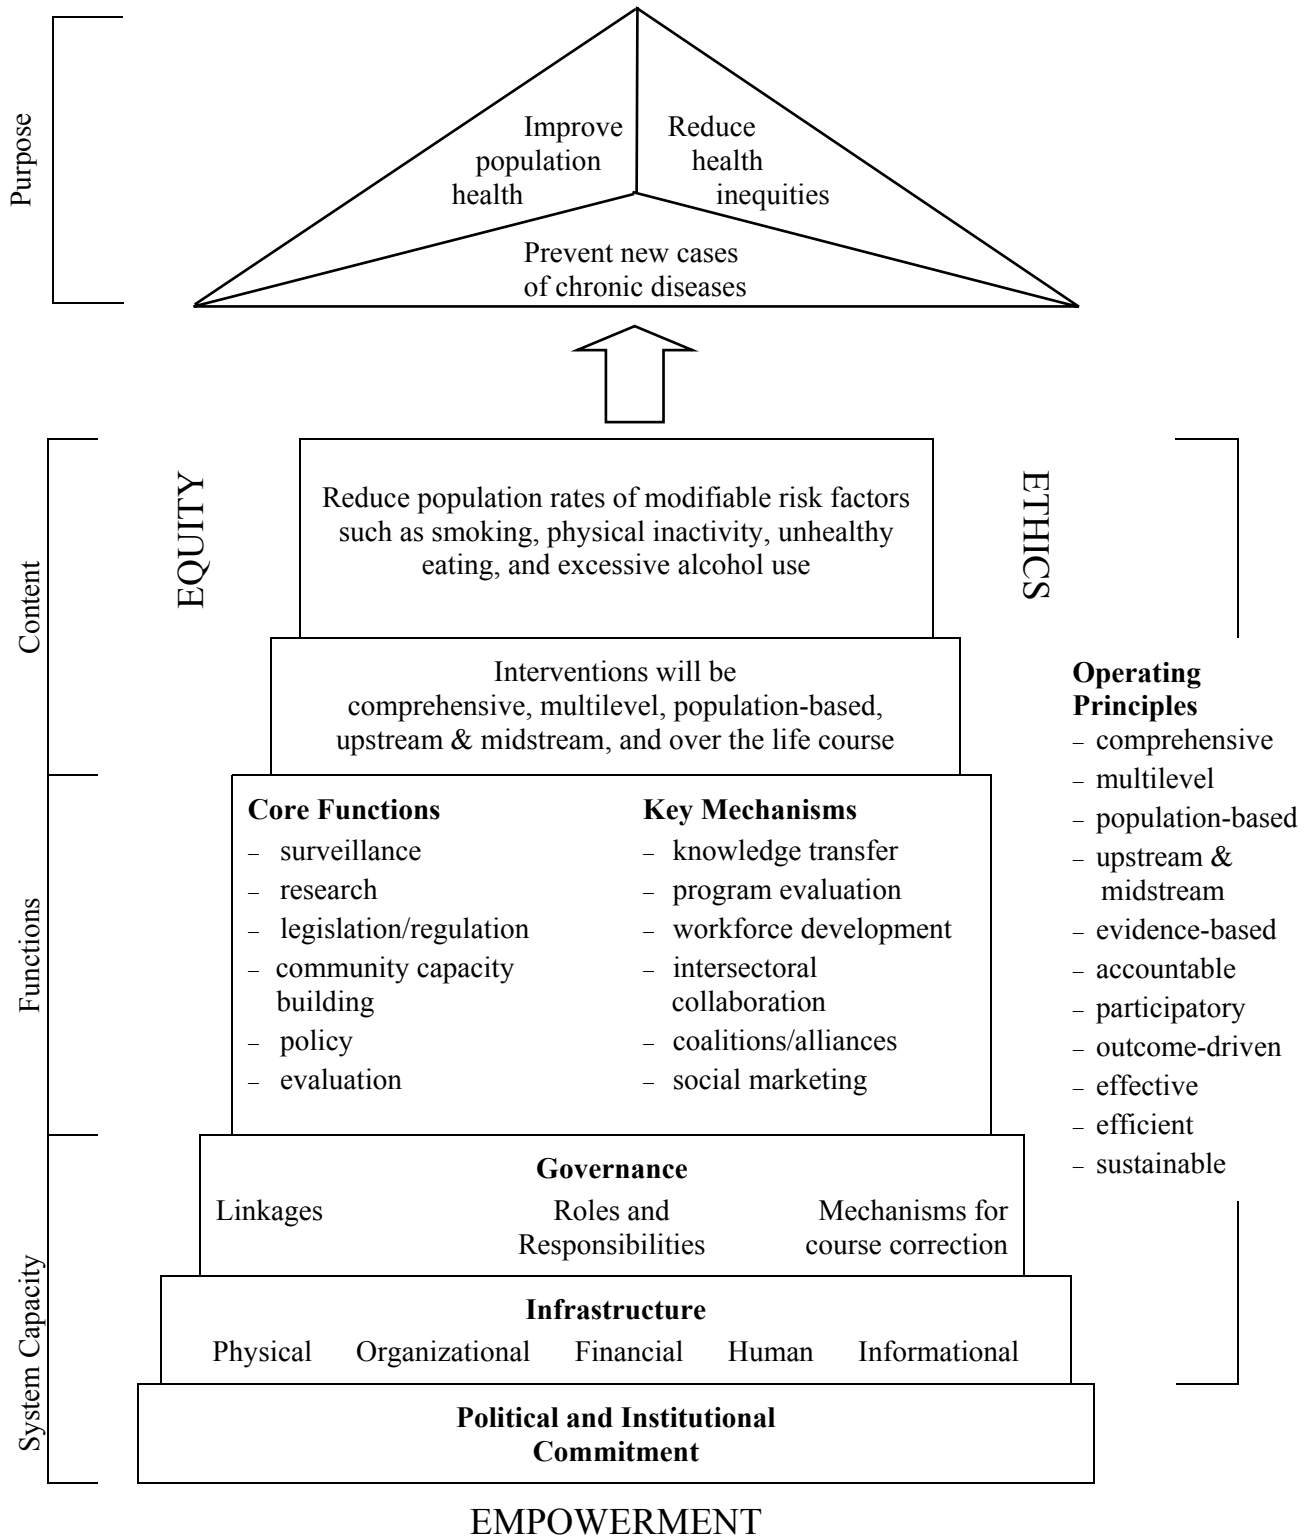 Purpose
Improve
population
health
Reduce
health
inequities
Prevent new cases
of chronic diseases
Content
EQUITY
ETHICS
Reduce population rates of modifiable risk factors
such as smoking, physical inactivity, unhealthy
eating, and excessive alcohol use
Interventions will be
comprehensive, multilevel, population-based,
upstream & midstream, and over the life course
Functions
Core Functions
– surveillance
– research
– legislation/regulation
– community capacity
building
– policy
– evaluation
Key Mechanisms
– knowledge transfer
– program evaluation
– workforce development
– intersectoral
collaboration
– coalitions/alliances
– social marketing
Operating
Principles
– comprehensive
– multilevel
– population-based
– upstream &
midstream
– evidence-based
– accountable
– participatory
– outcome-driven
– effective
– efficient
– sustainable
System Capacity
Governance
Linkages
Roles and
Responsibilities
Mechanisms for
course correction
Infrastructure
Physical Organizational Financial Human Informational
Political and Institutional
Commitment
EMPOWERMENT